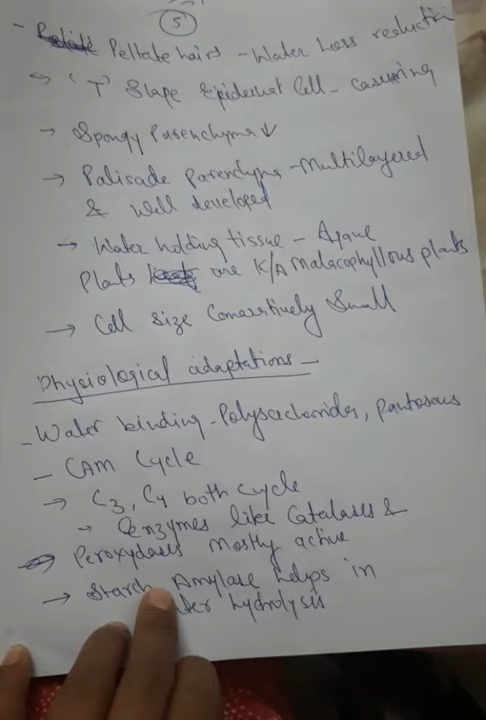 5
- Peltate hairs - Water Loss reduction
→ 'T' Shape Epidermal Cell - Casuarina
→ Spongy Parenchyma ↓
→ Palisade Parenchyma - Multilayered
& well developed
→ Water holding tissue - Agave
Plants are K/A Malacophyllous plants
→ Cell size Small
Physiological adaptations -
- Water binding - Polysaccharides, pentosans
- CAM Cycle
→ C3, C4 both cycle
→ enzymes like Catalases &
Peroxydases Mostly active
→ Starch Amylase helps in
hydrolysis